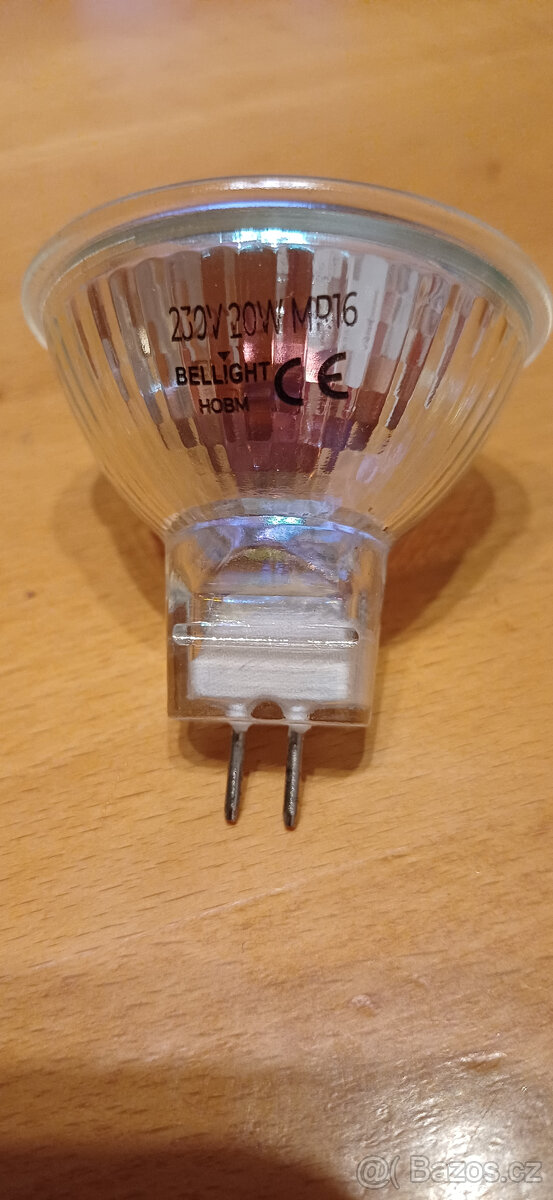 230V 20W MR16
BELLIGHT CE
HOBM
@ Bazos.cz